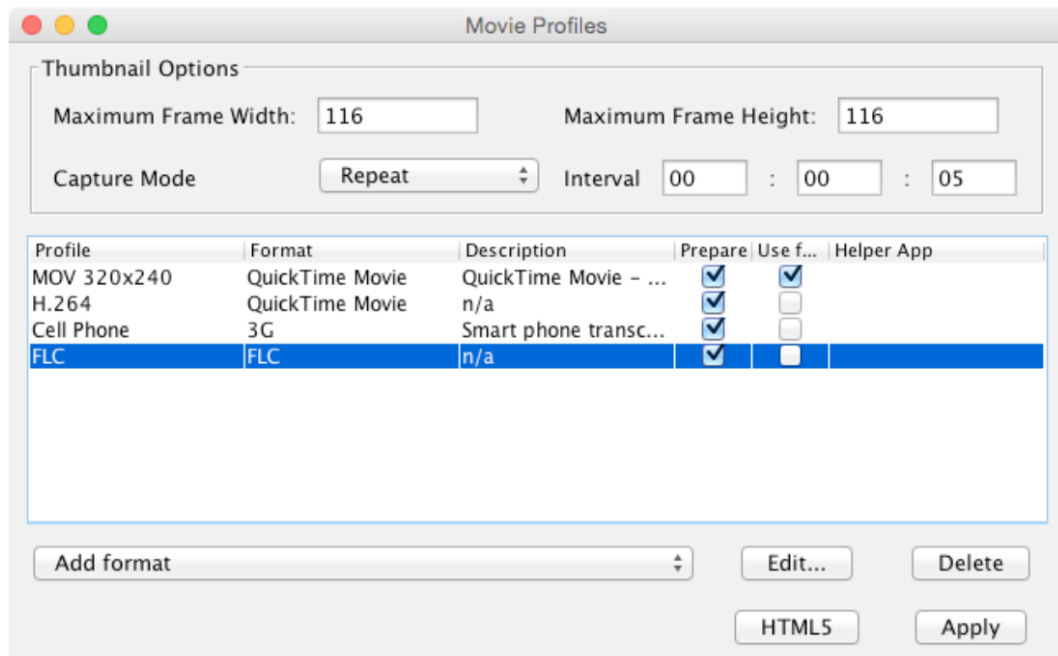 Movie Profiles
Thumbnail Options
Maximum Frame Width: 116 Maximum Frame Height: 116
Capture Mode Repeat Interval 00 : 00 : 05
Profile Format Description Prepare Use f... Helper App
MOV 320x240 QuickTime Movie QuickTime Movie – ...
H.264 QuickTime Movie n/a
Cell Phone 3G Smart phone transc...
FLC FLC n/a
Add format Edit... Delete
HTML5 Apply